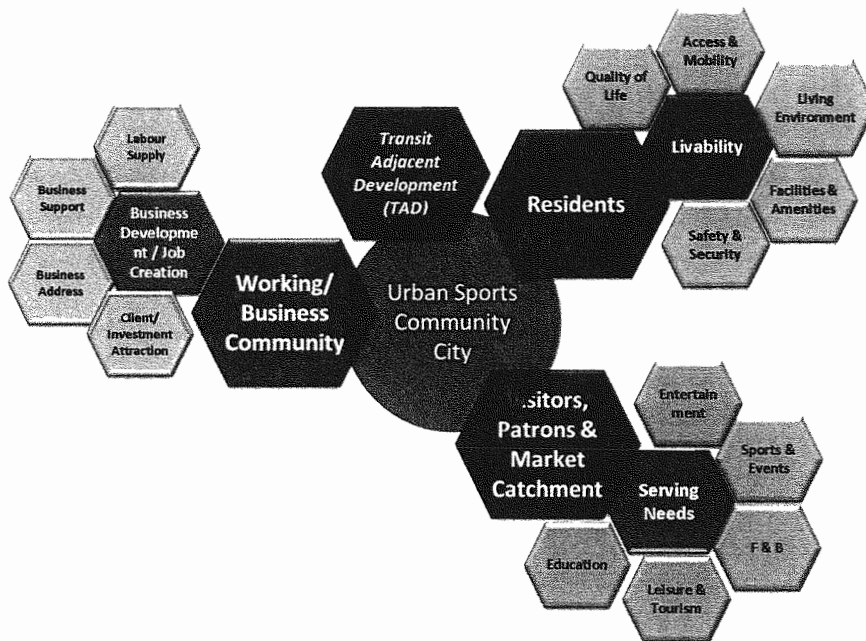 Access &
Mobility
Quality of
Life
Living
Environment
Livability
Facilities &
Amenities
Safety &
Security
Residents
Transit
Adjacent
Development
(TAD)
Labour
Supply
Business
Support
Business
Developme
nt / Job
Creation
Business
Address
Client/
Investment
Attraction
Working/
Business
Community
Urban Sports
Community
City
.sitors,
Patrons &
Market
Catchment
Entertain
ment
Sports &
Events
Serving
Needs
F & B
Education
Leisure &
Tourism